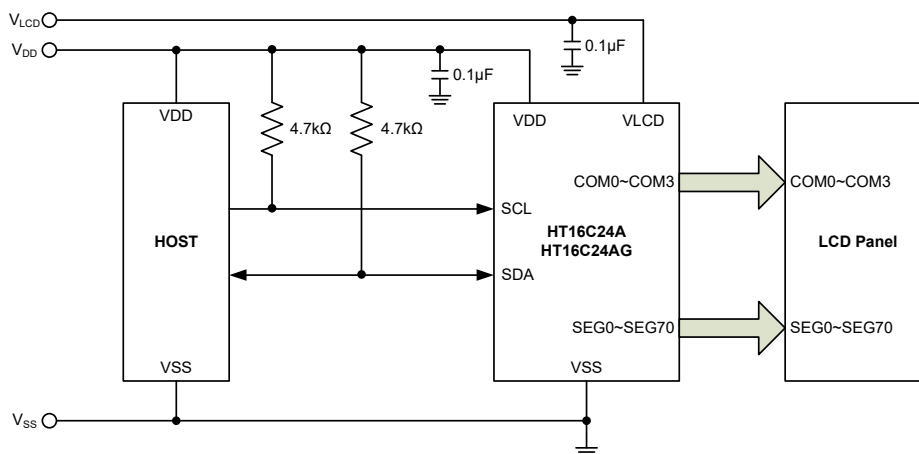 VLCD
VDD
0.1µF
0.1µF
VDD
4.7kΩ
4.7kΩ
VDD
VLCD
COM0~COM3
COM0~COM3
SCL
HOST
HT16C24A
HT16C24AG
LCD Panel
SDA
SEG0~SEG70
SEG0~SEG70
VSS
VSS
VSS